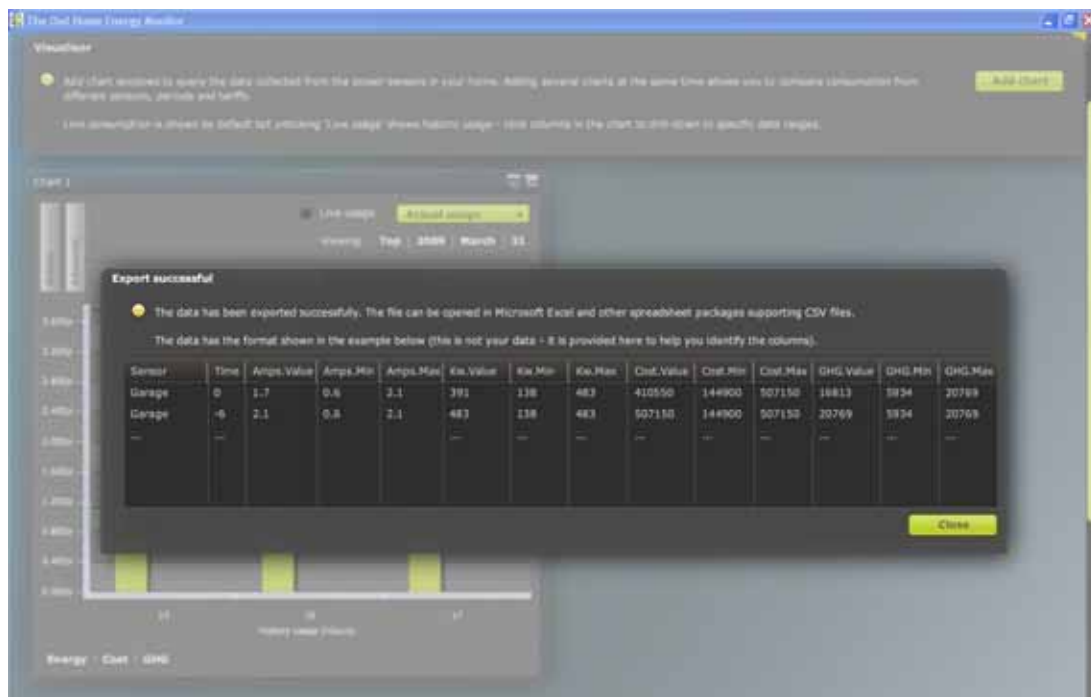 The Owl Home Energy Monitor
Visualiser
Add chart windows to query the data collected from the sensors in your home. Adding several charts at the same time allows you to compare consumption from
different sensors, periods and tariffs.
Live consumption is shown by default but unticking 'Live usage' shows historic usage - click columns in the chart to drill-down to specific data ranges.
Add chart
Chart 1
Live usage
Actual usage
Viewing Top | 2009 | March | 31
Export successful
The data has been exported successfully. The file can be opened in Microsoft Excel and other spreadsheet packages supporting CSV files.
The data has the format shown in the example below (this is not your data - it is provided here to help you identify the columns).
Sensor Time Amps.Value Amps.Min Amps.Max Kw.Value Kw.Min Kw.Max Cost.Value Cost.Min Cost.Max GHG.Value GHG.Min GHG.Max
Garage 0 1.7 0.6 2.1 391 138 483 410550 144900 507150 16813 5934 20769
Garage -6 2.1 0.6 2.1 483 138 483 507150 144900 507150 20769 5934 20769
... ... ... ... ... ... ... ... ... ... ...
Close
15 16 17
History usage (Hours)
Energy · Cost · GHG